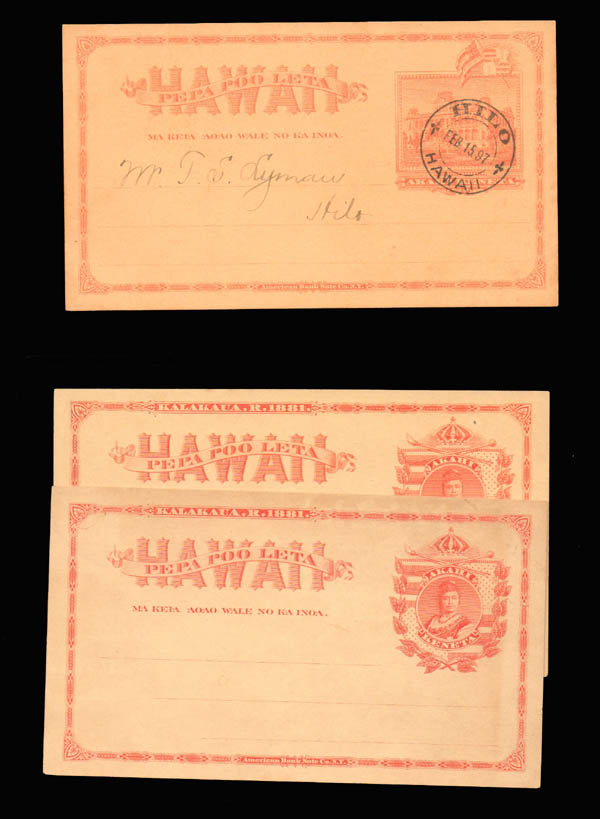 HAWAII
PEPA POO LETA
MA KEIA AOAO WALE NO KA INOA.
AKAHI KENETA.
HILO
FEB 15 97
HAWAII
Mr. T. S. Lyman
Hilo
American Bank Note Co. N.Y.
KALAKAUA. R. 1881.
HAWAII
PEPA POO LETA
AKAHI
KALAKAUA. R. 1881.
HAWAII
PEPA POO LETA
AKAHI
MA KEIA AOAO WALE NO KA INOA.
KENETA
American Bank Note Co. N.Y.